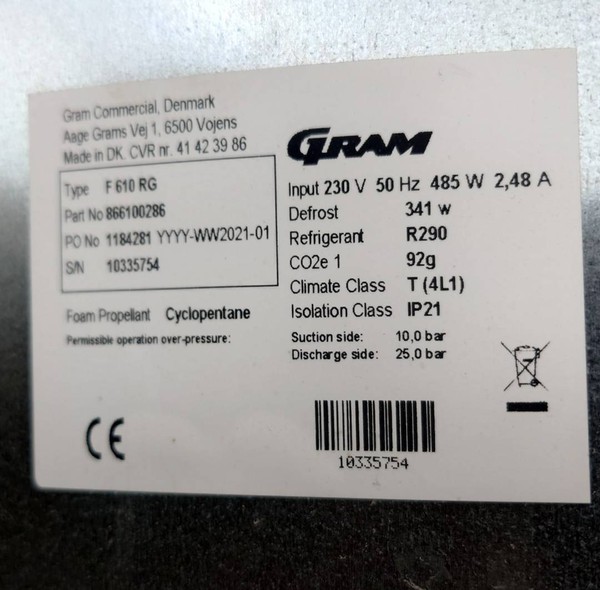 Gram Commercial, Denmark
Aage Grams Vej 1, 6500 Vojens
Made in DK. CVR nr. 41 42 39 86
Type F 610 RG
Part No 866100286
PO No 1184281 YYYY-WW2021-01
S/N 10335754
Foam Propellant Cyclopentane
Permissible operation over-pressure:
CE
GRAM
Input 230 V 50 Hz 485 W 2,48 A
Defrost 341 w
Refrigerant R290
CO2e 1 92g
Climate Class T (4L1)
Isolation Class IP21
Suction side: 10,0 bar
Discharge side: 25,0 bar
10335754